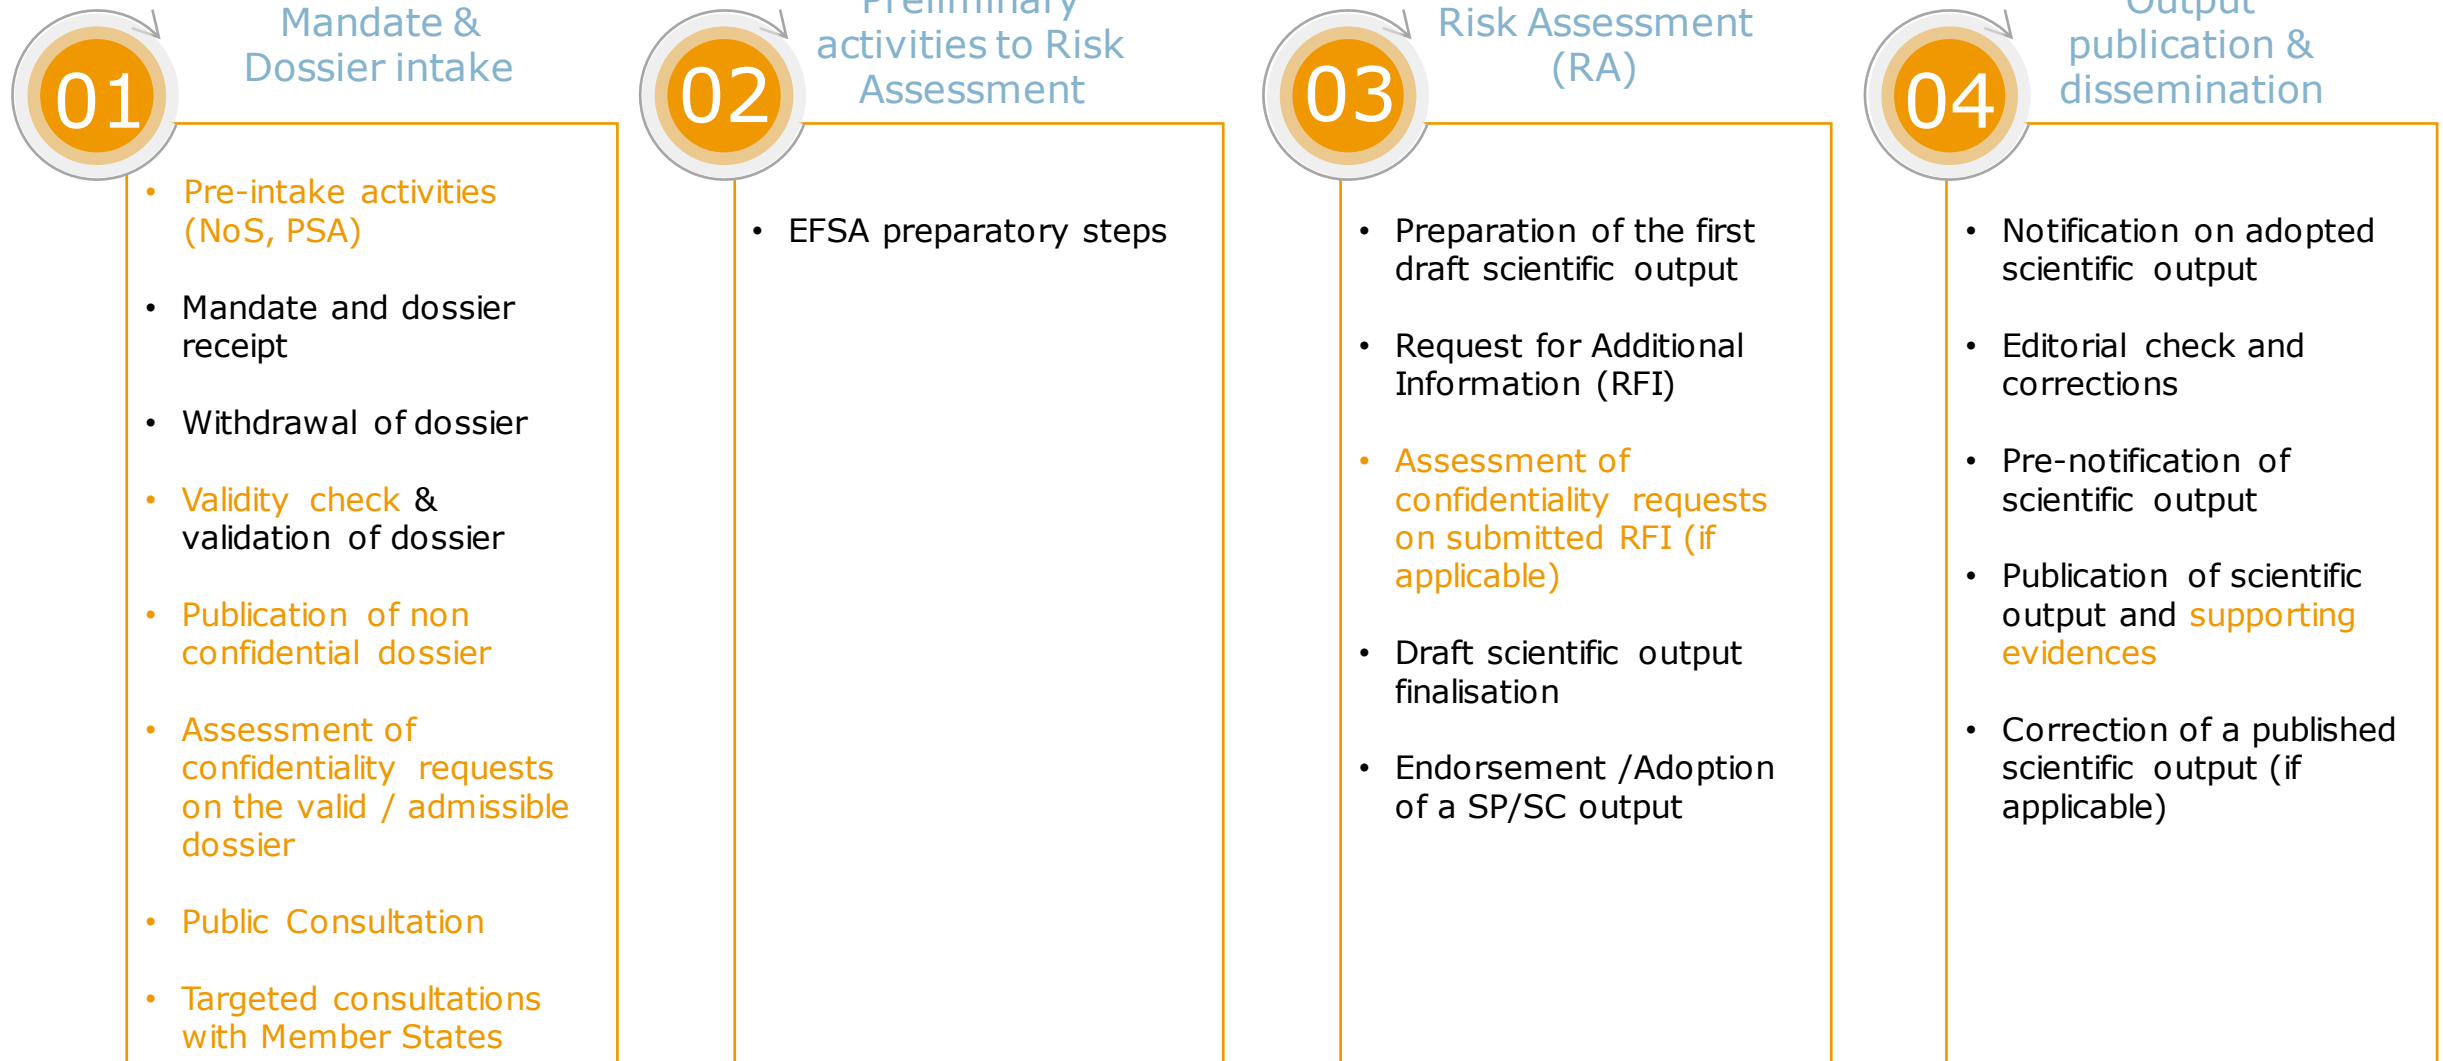 01
Mandate &
Dossier intake
• Pre-intake activities
(NoS, PSA)
• Mandate and dossier
receipt
• Withdrawal of dossier
• Validity check &
validation of dossier
• Publication of non
confidential dossier
• Assessment of
confidentiality requests
on the valid / admissible
dossier
• Public Consultation
• Targeted consultations
with Member States
02
Preliminary
activities to Risk
Assessment
• EFSA preparatory steps
03
Risk Assessment
(RA)
• Preparation of the first
draft scientific output
• Request for Additional
Information (RFI)
• Assessment of
confidentiality requests
on submitted RFI (if
applicable)
• Draft scientific output
finalisation
• Endorsement /Adoption
of a SP/SC output
04
Output
publication &
dissemination
• Notification on adopted
scientific output
• Editorial check and
corrections
• Pre-notification of
scientific output
• Publication of scientific
output and supporting
evidences
• Correction of a published
scientific output (if
applicable)